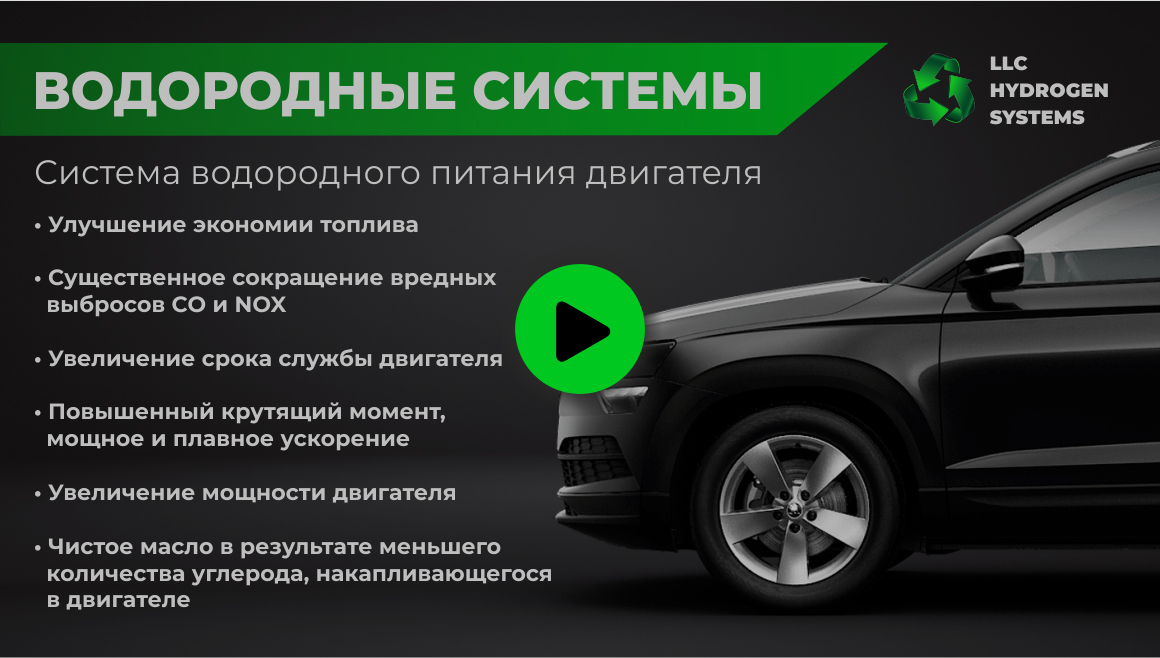 ВОДОРОДНЫЕ СИСТЕМЫ
LLC
HYDROGEN
SYSTEMS
Система водородного питания двигателя
• Улучшение экономии топлива
• Существенное сокращение вредных
выбросов СО и NOX
• Увеличение срока службы двигателя
• Повышенный крутящий момент,
мощное и плавное ускорение
• Увеличение мощности двигателя
• Чистое масло в результате меньшего
количества углерода, накапливающегося
в двигателе